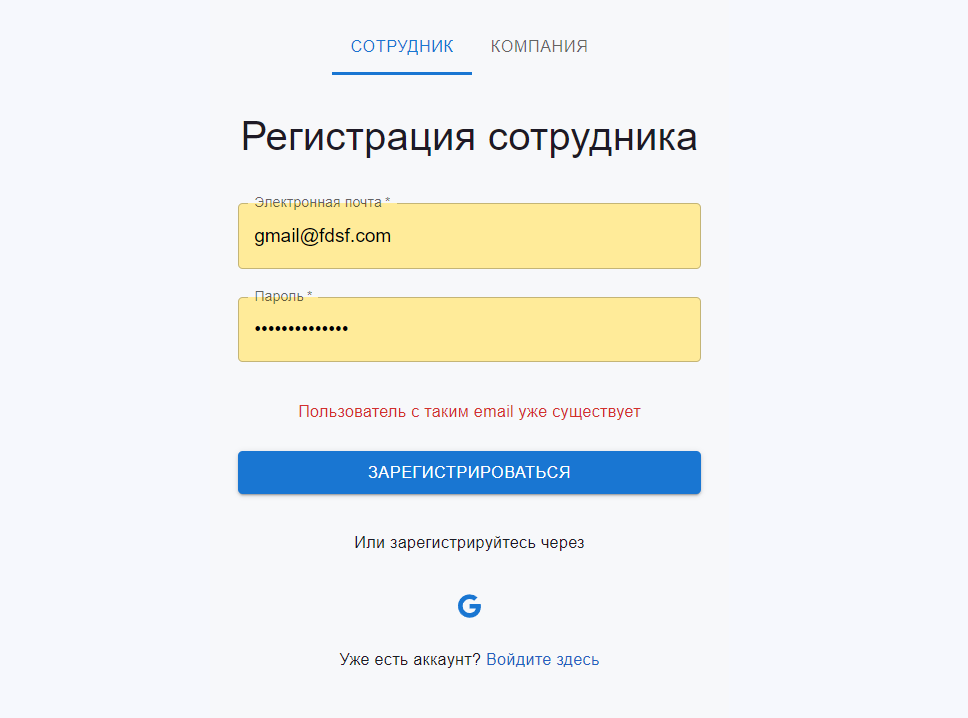 СОТРУДНИК КОМПАНИЯ
Регистрация сотрудника
Электронная почта *
gmail@fdsf.com
Пароль *
••••••••••••••
Пользователь с таким email уже существует
ЗАРЕГИСТРИРОВАТЬСЯ
Или зарегистрируйтесь через
G
Уже есть аккаунт? Войдите здесь